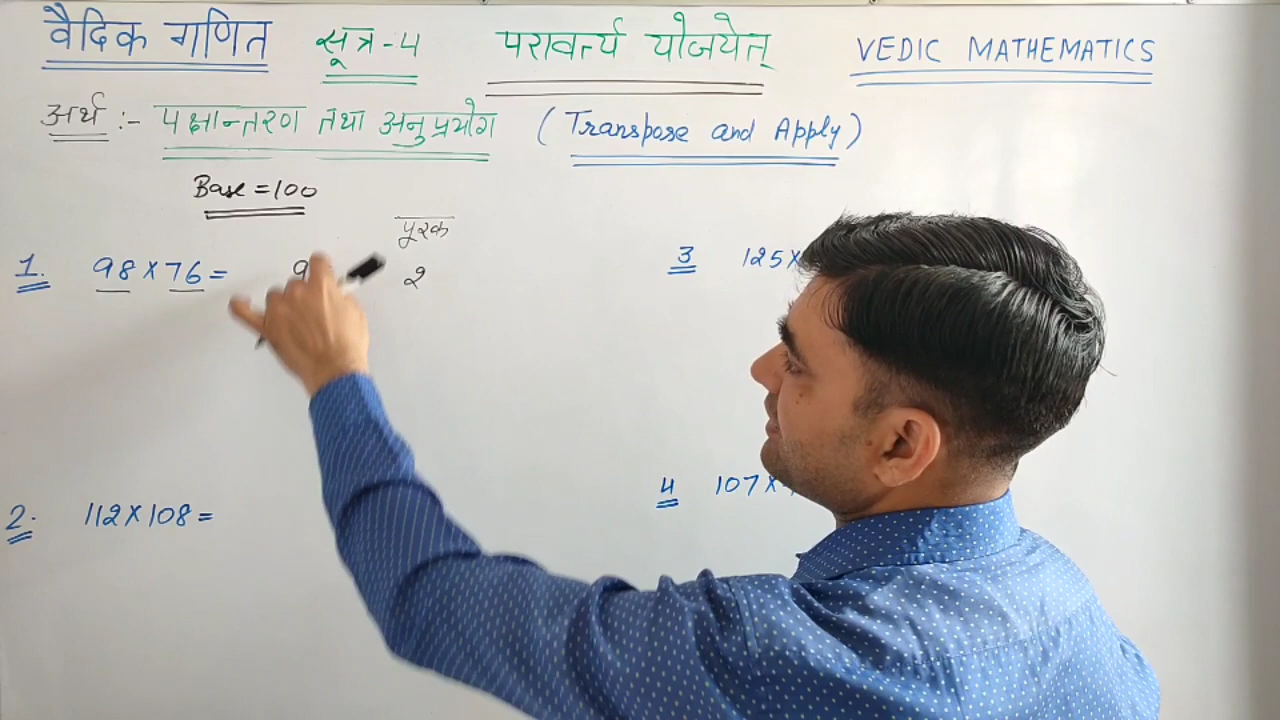 वैदिक गणित सूत्र-4 परावर्त्य योजयेत् VEDIC MATHEMATICS
अर्थ :- पक्षान्तरण तथा अनुप्रयोग (Transpose and Apply)
Base = 100
पूरक
1. 98 × 76 = 9 2
2. 112 × 108 =
3 125 ×
4 107 ×